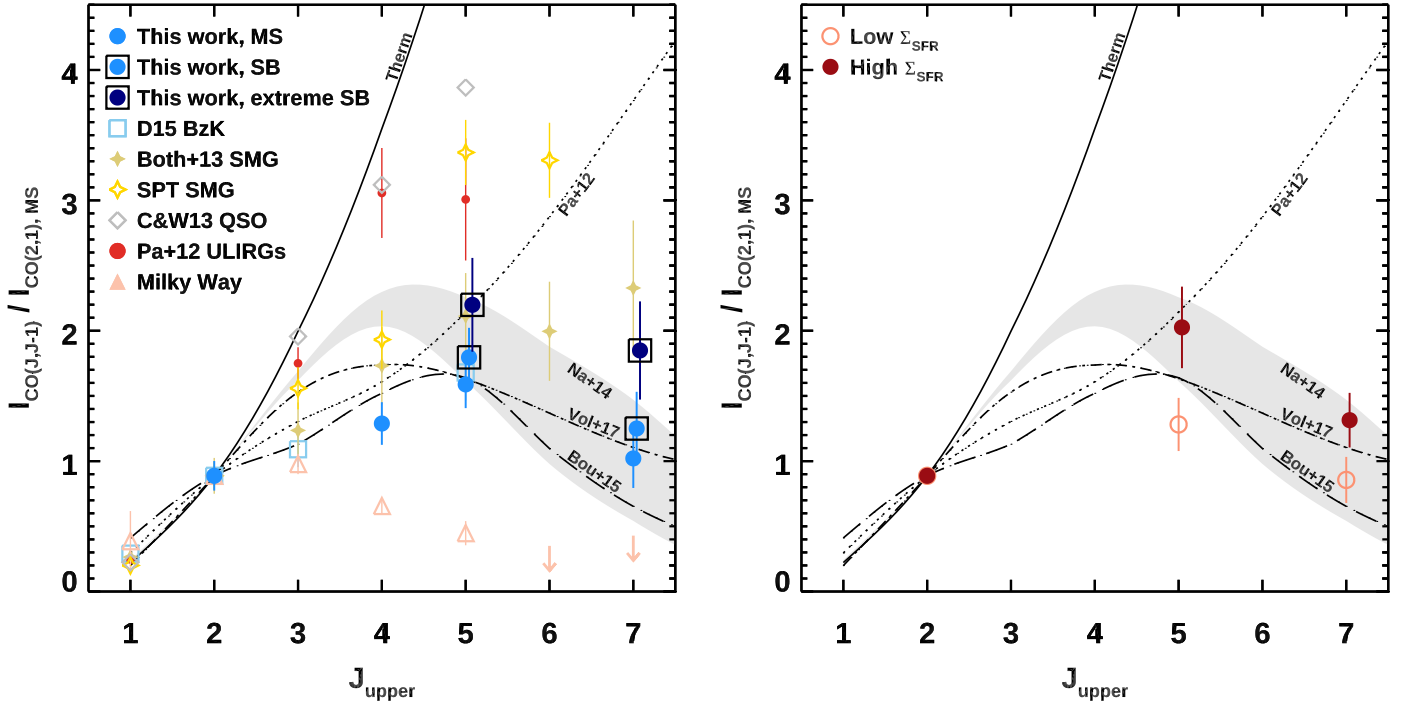 This work, MS
This work, SB
This work, extreme SB
D15 BzK
Both+13 SMG
SPT SMG
C&W13 QSO
Pa+12 ULIRGs
Milky Way
Therm
Pa+12
Na+14
Vol+17
Bou+15
4
3
2
1
0
1 2 3 4 5 6 7
J_upper
I_CO(J,J-1) / I_CO(2,1), MS
Low Σ_SFR
High Σ_SFR
Therm
Pa+12
Na+14
Vol+17
Bou+15
4
3
2
1
0
1 2 3 4 5 6 7
J_upper
I_CO(J,J-1) / I_CO(2,1), MS